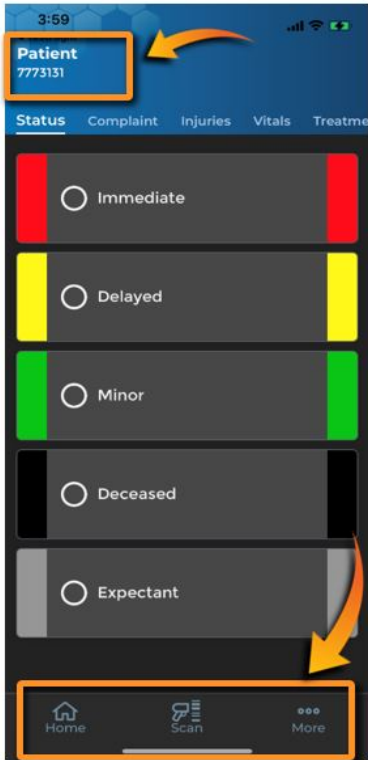 3:59
Patient
7773131
Status Complaint Injuries Vitals Treatme
Immediate
Delayed
Minor
Deceased
Expectant
Home Scan More